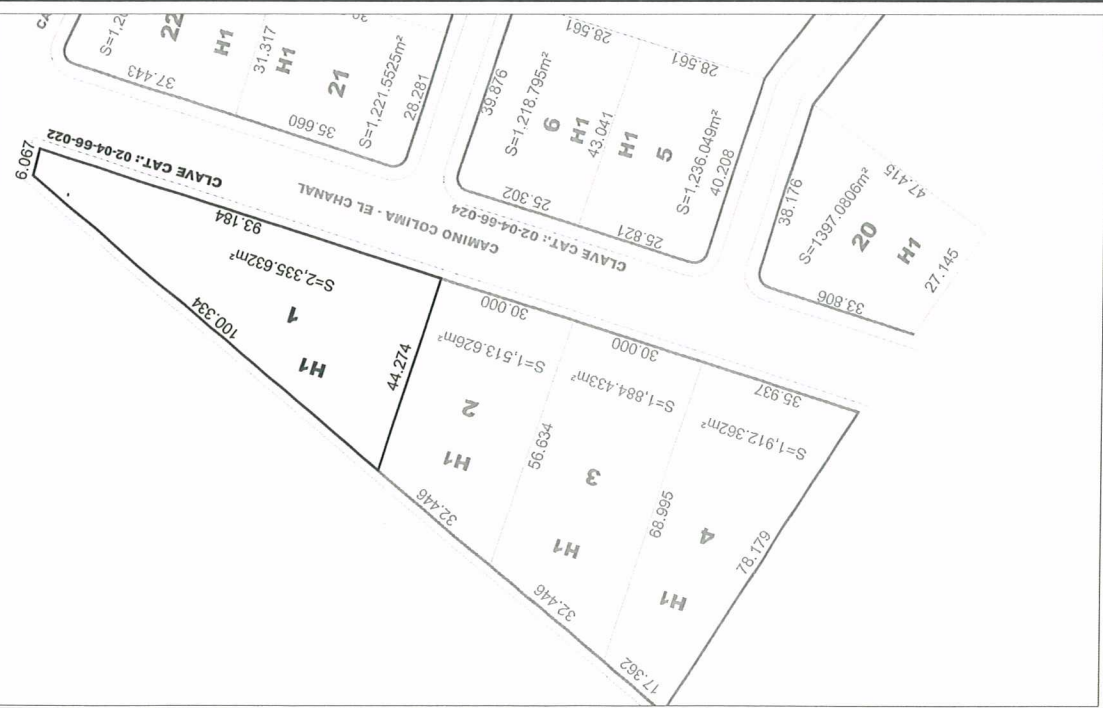 CA
S=1,2
22
H1
37.443
31.317
H1
21
S=1,221.5525m²
28.281
35.660
28.561
39.876
S=1,218.795m²
6
H1
43.041
25.302
28.561
H1
5
S=1,236.049m²
40.208
25.821
38.176
S=1397.0806m²
20
H1
47.415
27.145
33.806
6.067
CLAVE CAT.: 02-04-66-022
CAMINO COLIMA - EL CHANAL
CLAVE CAT.: 02-04-66-024
93.184
S=2,335.632m²
1
H1
100.334
44.274
30.000
S=1,513.626m²
2
H1
32.446
56.634
30.000
S=1,884.433m²
3
H1
32.446
68.995
35.937
S=1,912.362m²
4
H1
78.179
17.362